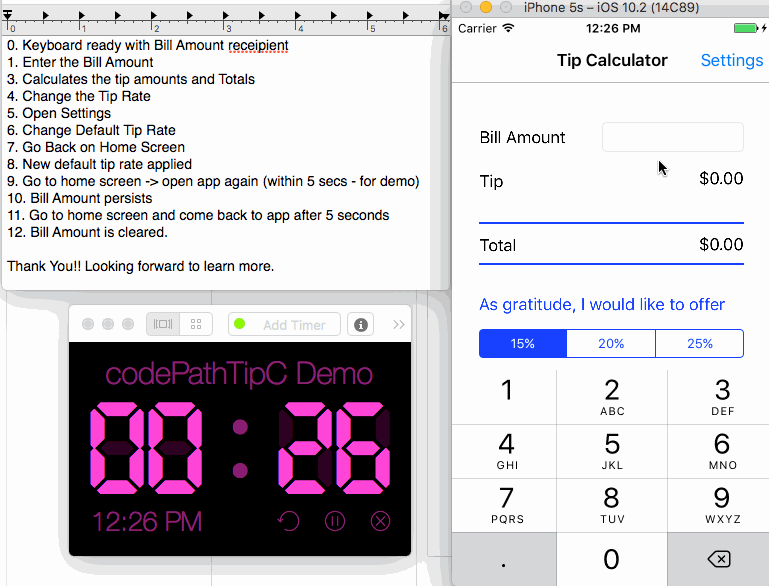 0 1 2 3 4 5 6
0. Keyboard ready with Bill Amount receipient
1. Enter the Bill Amount
3. Calculates the tip amounts and Totals
4. Change the Tip Rate
5. Open Settings
6. Change Default Tip Rate
7. Go Back on Home Screen
8. New default tip rate applied
9. Go to home screen -> open app again (within 5 secs - for demo)
10. Bill Amount persists
11. Go to home screen and come back to app after 5 seconds
12. Bill Amount is cleared.
Thank You!! Looking forward to learn more.
Add Timer
codePathTipC Demo
00:26
12:26 PM
iPhone 5s – iOS 10.2 (14C89)
Carrier 12:26 PM
Tip Calculator Settings
Bill Amount
Tip $0.00
Total $0.00
As gratitude, I would like to offer
15% 20% 25%
1 2 3
ABC DEF
4 5 6
GHI JKL MNO
7 8 9
PQRS TUV WXYZ
. 0